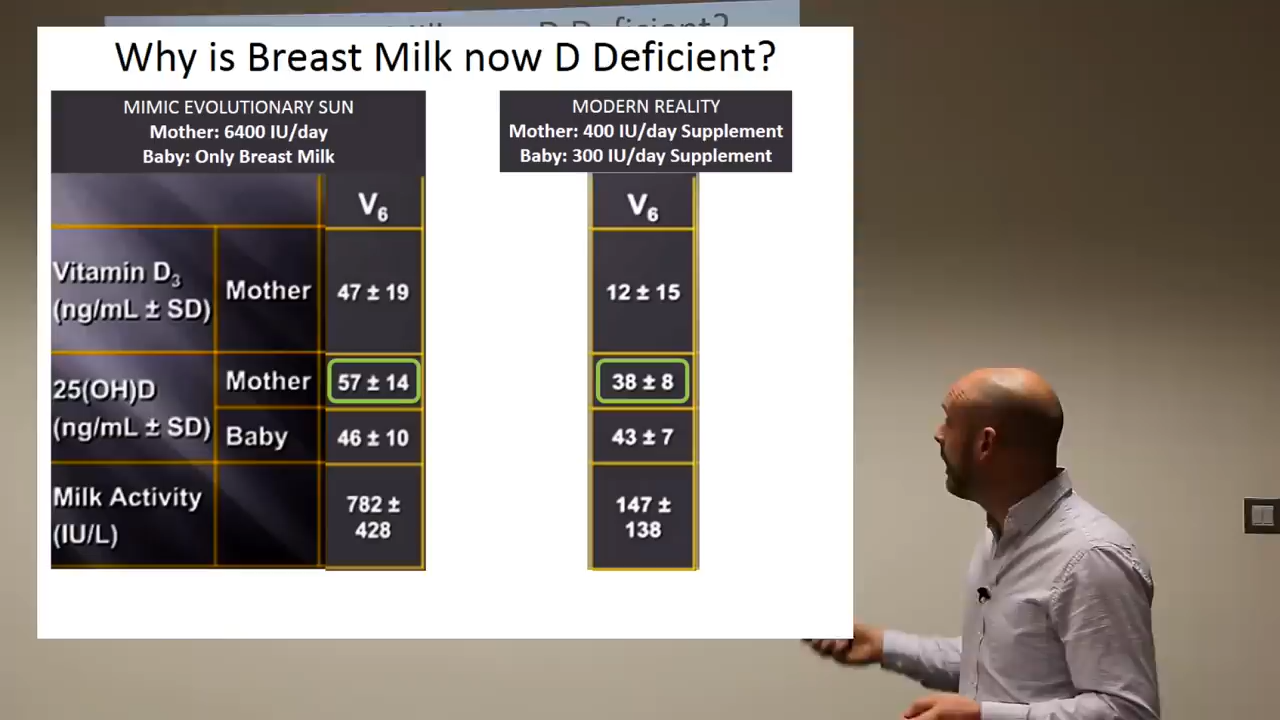 D Deficient?
Why is Breast Milk now D Deficient?
MIMIC EVOLUTIONARY SUN
Mother: 6400 IU/day
Baby: Only Breast Milk
MODERN REALITY
Mother: 400 IU/day Supplement
Baby: 300 IU/day Supplement
V6
V6
Vitamin D3
(ng/mL ± SD)
Mother
47 ± 19
12 ± 15
25(OH)D
(ng/mL ± SD)
Mother
57 ± 14
38 ± 8
Baby
46 ± 10
43 ± 7
Milk Activity
(IU/L)
782 ±
428
147 ±
138